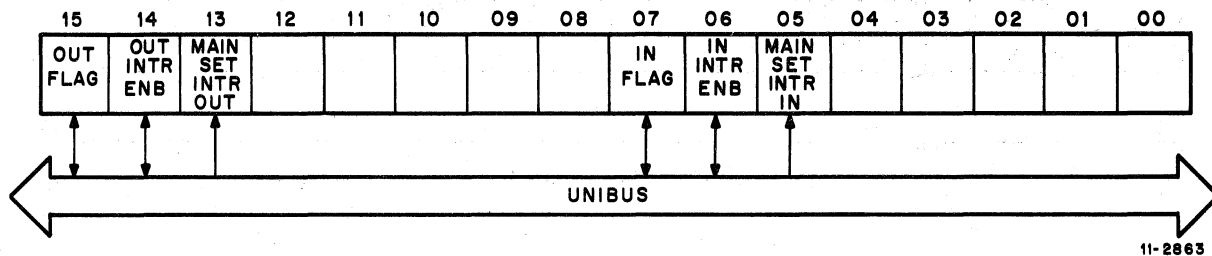 15 14 13 12 11 10 09 08 07 06 05 04 03 02 01 00
OUT
FLAG
OUT
INTR
ENB
MAIN
SET
INTR
OUT
IN
FLAG
IN
INTR
ENB
MAIN
SET
INTR
IN
UNIBUS
11-2863